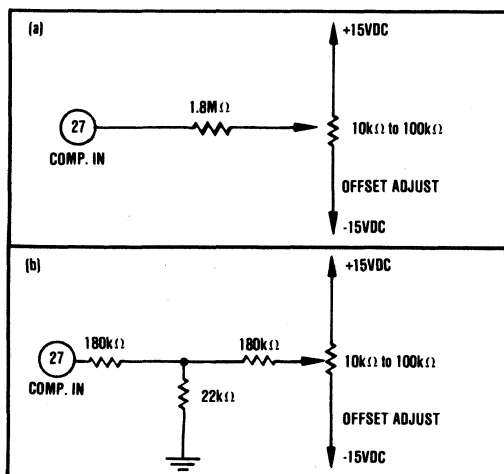 (a)
+15VDC
1.8MΩ
27
10kΩ to 100kΩ
COMP. IN
OFFSET ADJUST
-15VDC
(b)
+15VDC
180kΩ
180kΩ
27
10kΩ to 100kΩ
COMP. IN
22kΩ
OFFSET ADJUST
-15VDC